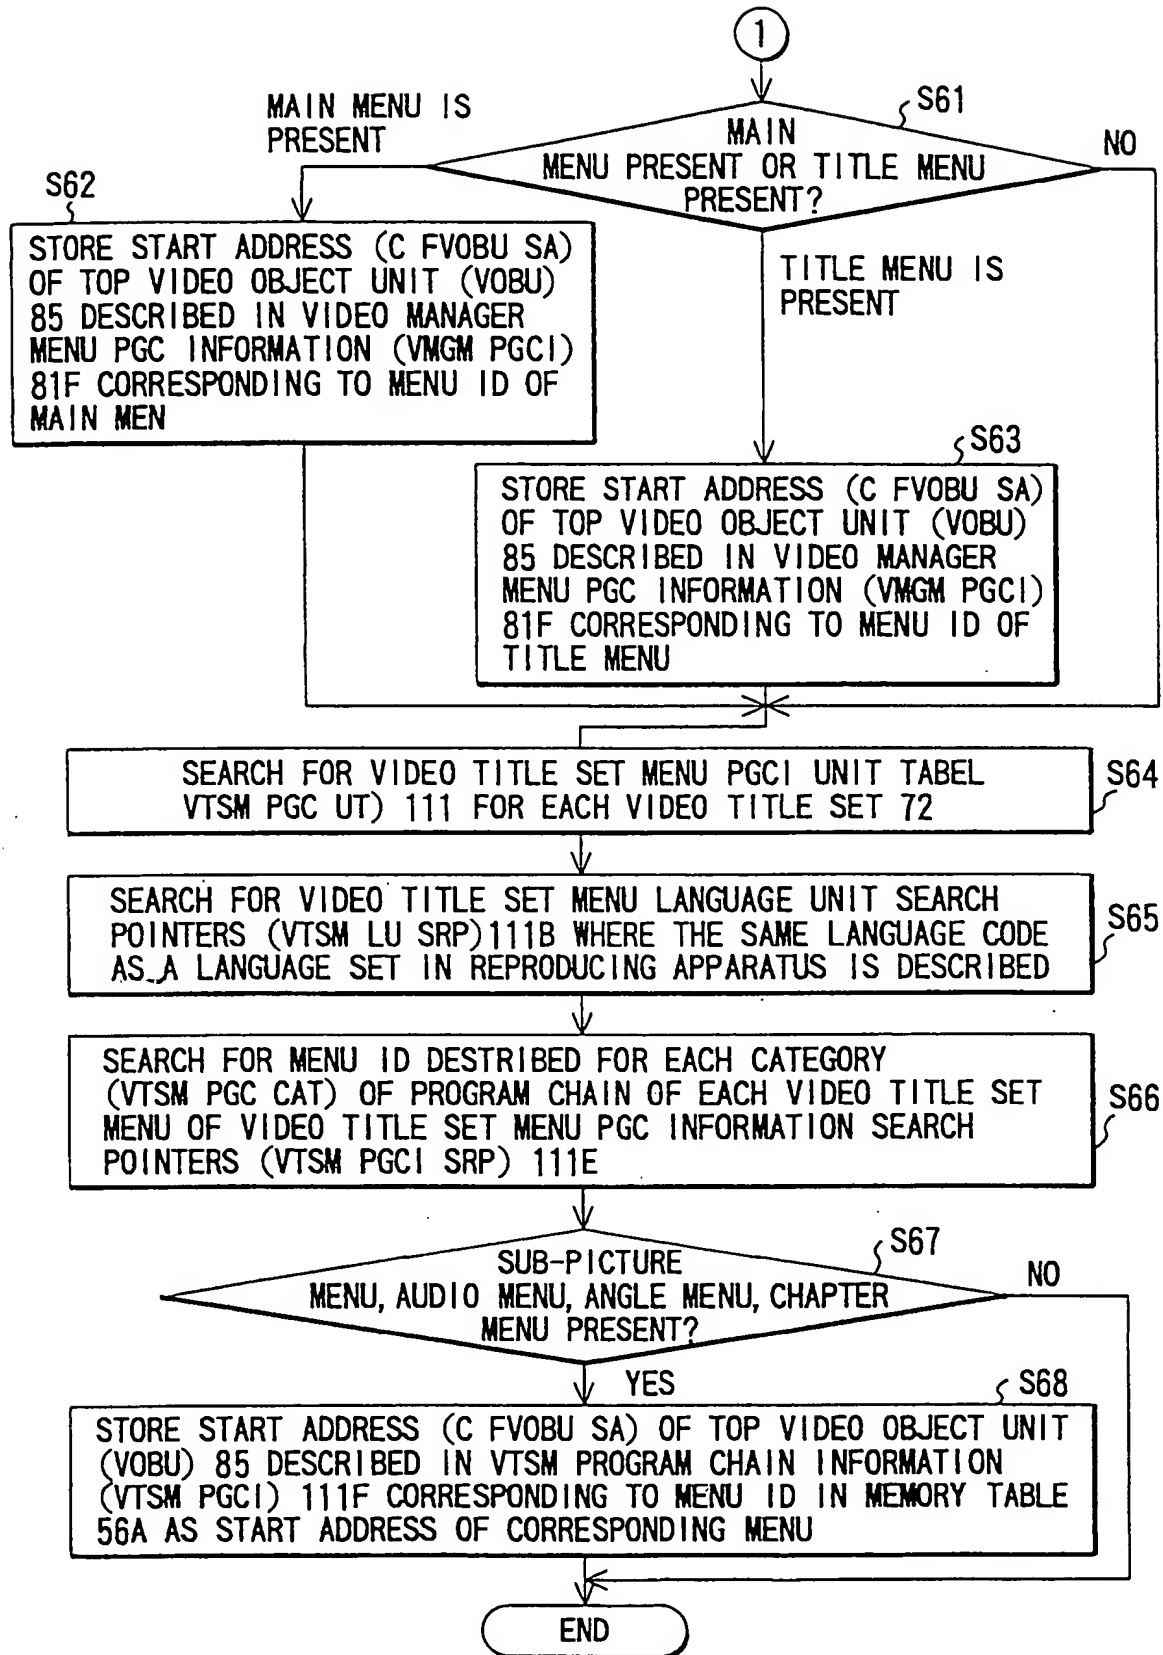 1
S61
MAIN MENU IS
PRESENT
MAIN
MENU PRESENT OR TITLE MENU
PRESENT?
NO
S62
STORE START ADDRESS (C FVOBU SA)
OF TOP VIDEO OBJECT UNIT (VOBU)
85 DESCRIBED IN VIDEO MANAGER
MENU PGC INFORMATION (VMGM PGCI)
81F CORRESPONDING TO MENU ID OF
MAIN MEN
TITLE MENU IS
PRESENT
S63
STORE START ADDRESS (C FVOBU SA)
OF TOP VIDEO OBJECT UNIT (VOBU)
85 DESCRIBED IN VIDEO MANAGER
MENU PGC INFORMATION (VMGM PGCI)
81F CORRESPONDING TO MENU ID OF
TITLE MENU
SEARCH FOR VIDEO TITLE SET MENU PGCI UNIT TABEL
VTSM PGC UT) 111 FOR EACH VIDEO TITLE SET 72
S64
SEARCH FOR VIDEO TITLE SET MENU LANGUAGE UNIT SEARCH
POINTERS (VTSM LU SRP)111B WHERE THE SAME LANGUAGE CODE
AS A LANGUAGE SET IN REPRODUCING APPARATUS IS DESCRIBED
S65
SEARCH FOR MENU ID DESTRIBED FOR EACH CATEGORY
(VTSM PGC CAT) OF PROGRAM CHAIN OF EACH VIDEO TITLE SET
MENU OF VIDEO TITLE SET MENU PGC INFORMATION SEARCH
POINTERS (VTSM PGCI SRP) 111E
S66
S67
SUB-PICTURE
MENU, AUDIO MENU, ANGLE MENU, CHAPTER
MENU PRESENT?
NO
YES
S68
STORE START ADDRESS (C FVOBU SA) OF TOP VIDEO OBJECT UNIT
(VOBU) 85 DESCRIBED IN VTSM PROGRAM CHAIN INFORMATION
(VTSM PGCI) 111F CORRESPONDING TO MENU ID IN MEMORY TABLE
56A AS START ADDRESS OF CORRESPONDING MENU
END